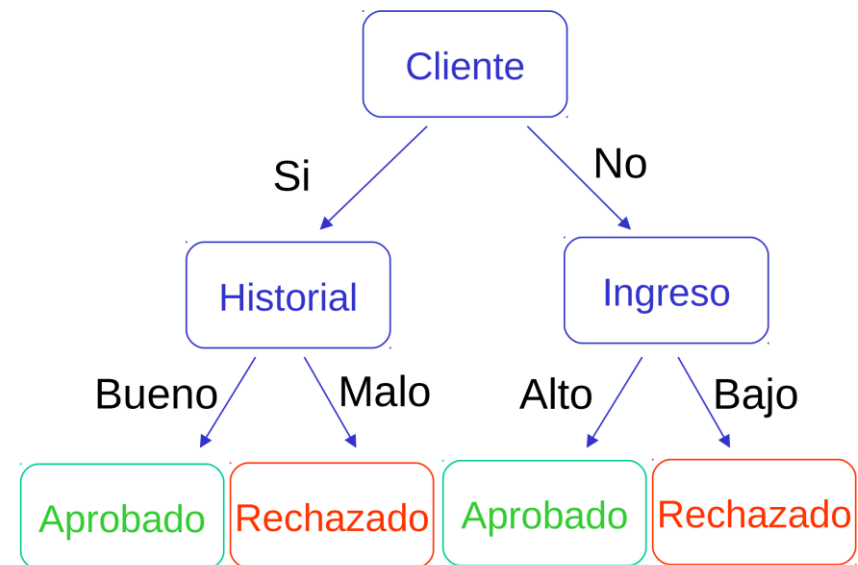 Cliente
Si
No
Historial
Ingreso
Bueno
Malo
Alto
Bajo
Aprobado
Rechazado
Aprobado
Rechazado